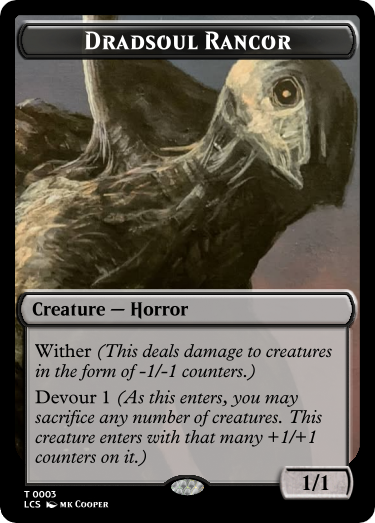 Dradsoul Rancor
Creature — Horror
Wither (This deals damage to creatures
in the form of -1/-1 counters.)
Devour 1 (As this enters, you may
sacrifice any number of creatures. This
creature enters with that many +1/+1
counters on it.)
1/1
T 0003
LCS MK Cooper